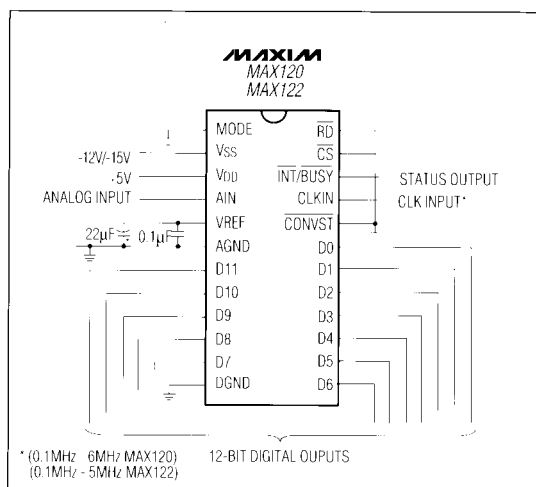 MAXIM
MAX120
MAX122
MODE
RD
VSS
CS
-12V/-15V
VDD
INT/BUSY
STATUS OUTPUT
+5V
AIN
CLKIN
CLK INPUT*
ANALOG INPUT
VREF
CONVST
22µF
0.1µF
AGND
D0
D11
D1
D10
D2
D9
D3
D8
D4
D7
D5
DGND
D6
* (0.1MHz 6MHz MAX120)
(0.1MHz - 5MHz MAX122)
12-BIT DIGITAL OUPUTS